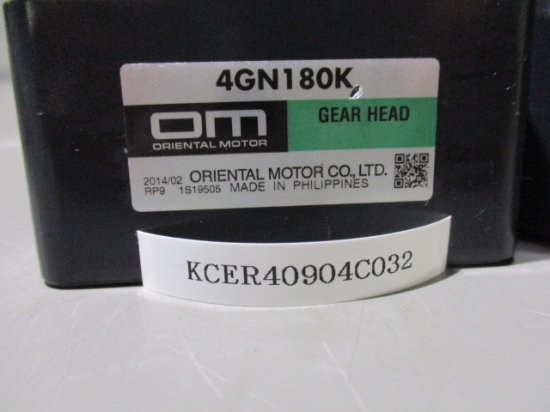 4GN180K
om
ORIENTAL MOTOR
GEAR HEAD
2014/02 ORIENTAL MOTOR CO., LTD.
RP9 1S19505 MADE IN PHILIPPINES
KCER40904C032